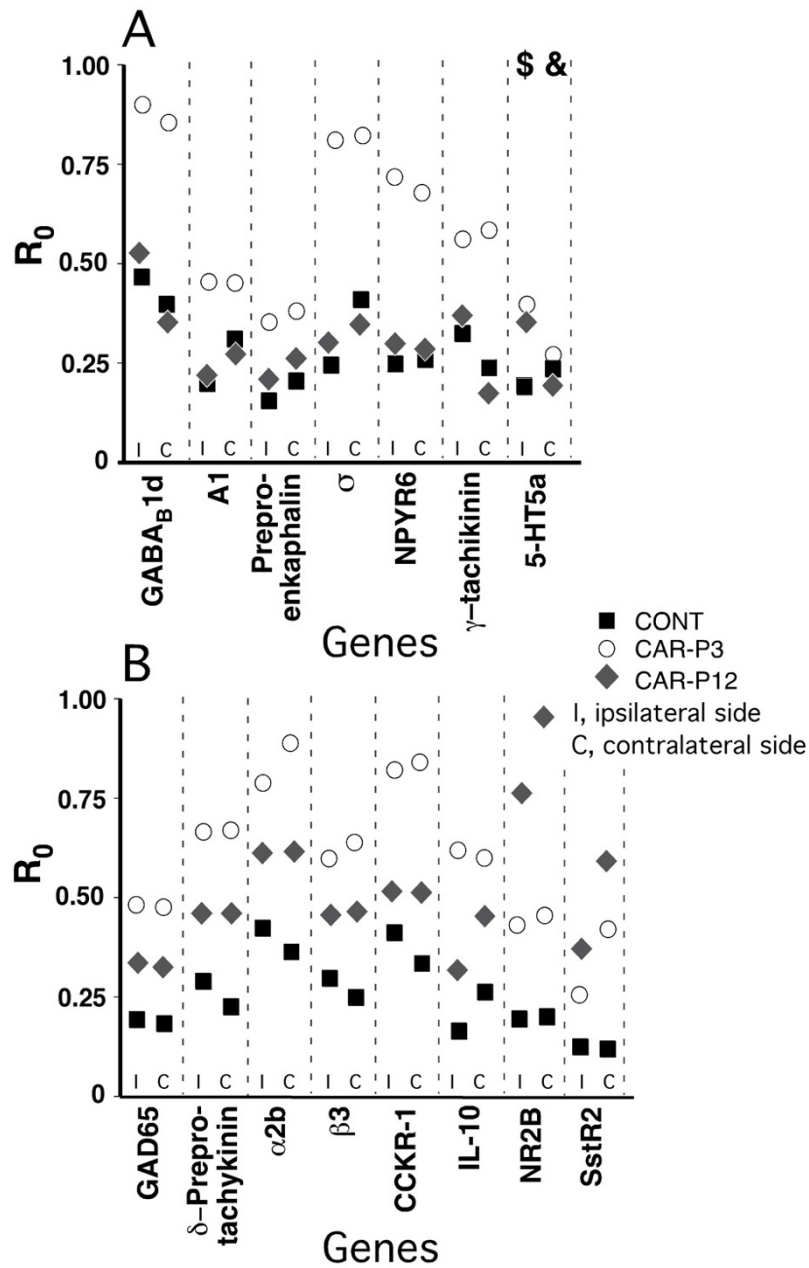 A
$ &
1.00
0.75
0.50
0.25
0
R0
I C I C I C I C I C I C I C
GABAB1d
A1
Prepro-
enkaphalin
σ
NPYR6
γ-tachikinin
5-HT5a
Genes
CONT
CAR-P3
CAR-P12
I, ipsilateral side
C, contralateral side
B
1.00
0.75
0.50
0.25
0
R0
I C I C I C I C I C I C I C I C
GAD65
δ-Prepro-
tachykinin
α2b
β3
CCKR-1
IL-10
NR2B
SstR2
Genes